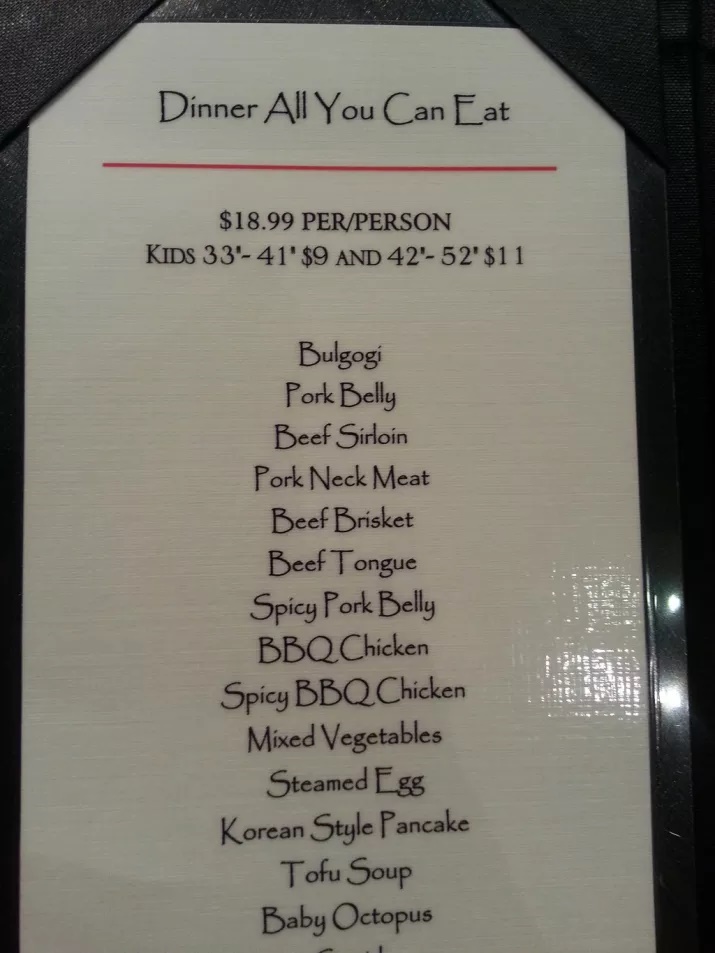 Dinner All You Can Eat
$18.99 PER/PERSON
KIDS 33"- 41" $9 AND 42"- 52" $11
Bulgogi
Pork Belly
Beef Sirloin
Pork Neck Meat
Beef Brisket
Beef Tongue
Spicy Pork Belly
BBQ Chicken
Spicy BBQ Chicken
Mixed Vegetables
Steamed Egg
Korean Style Pancake
Tofu Soup
Baby Octopus